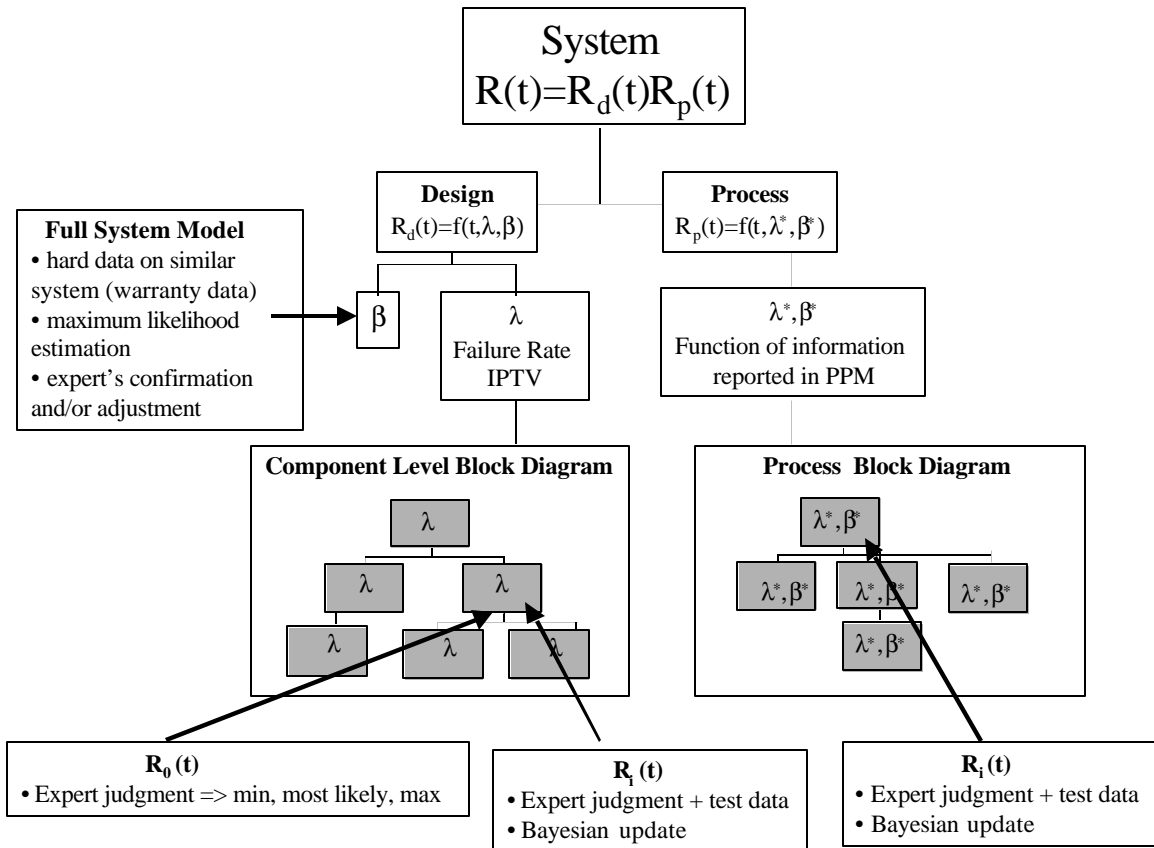 System
R(t)=R_d(t)R_p(t)
Design
R_d(t)=f(t,λ,β)
Process
R_p(t)=f(t,λ*,β*)
Full System Model
• hard data on similar
system (warranty data)
• maximum likelihood
estimation
• expert's confirmation
and/or adjustment
β
λ
Failure Rate
IPTV
λ*,β*
Function of information
reported in PPM
Component Level Block Diagram
λ
λ
λ
λ
λ
λ
Process Block Diagram
λ*,β*
λ*,β*
λ*,β*
λ*,β*
λ*,β*
R_0 (t)
• Expert judgment => min, most likely, max
R_i (t)
• Expert judgment + test data
• Bayesian update
R_i (t)
• Expert judgment + test data
• Bayesian update